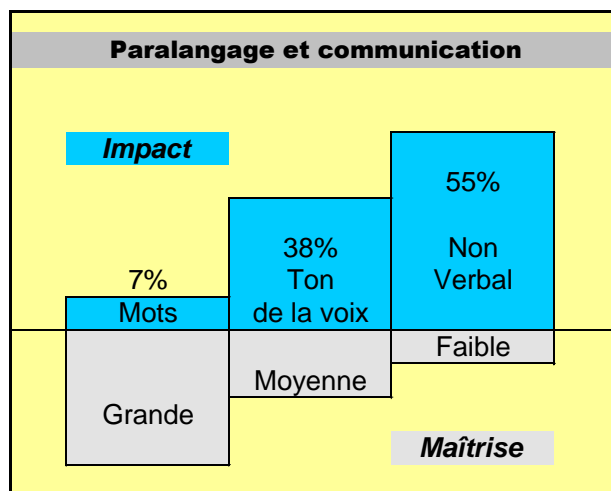 Paralangage et communication
Impact
55%
38%
Non
7%
Ton
Verbal
Mots
de la voix
Faible
Moyenne
Grande
Maîtrise